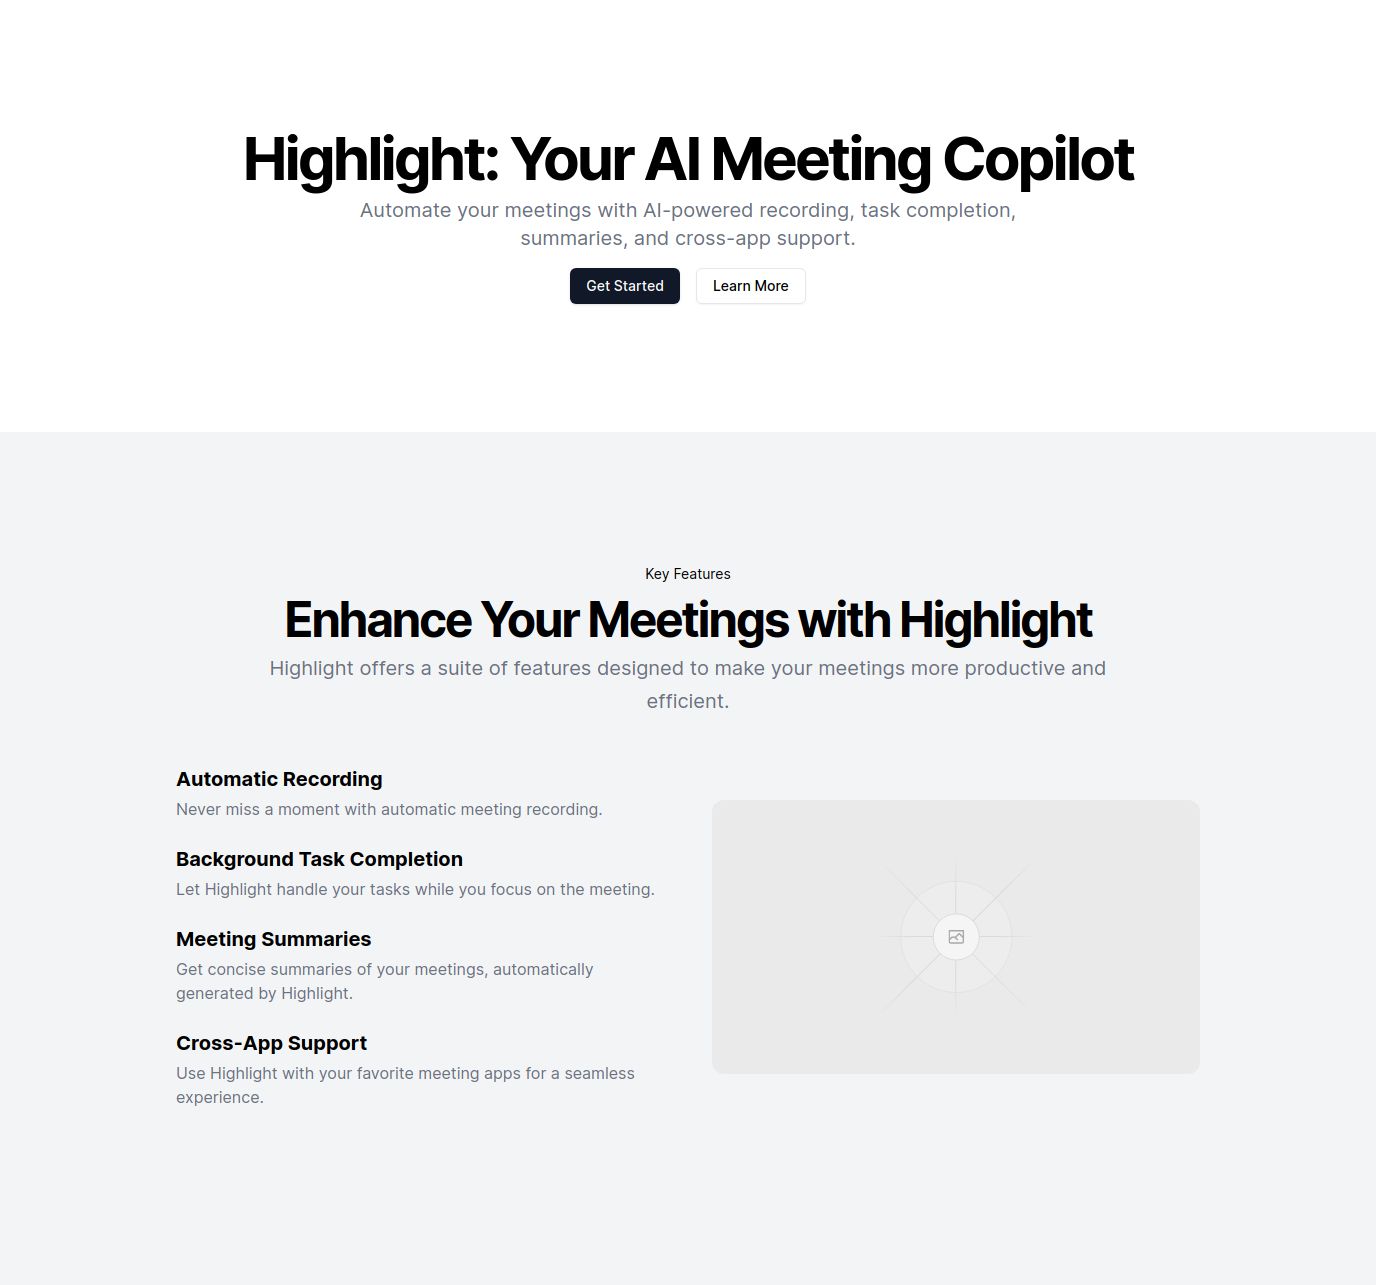 Highlight: Your AI Meeting Copilot
Automate your meetings with AI-powered recording, task completion,
summaries, and cross-app support.
Get Started
Learn More
Key Features
Enhance Your Meetings with Highlight
Highlight offers a suite of features designed to make your meetings more productive and
efficient.
Automatic Recording
Never miss a moment with automatic meeting recording.
Background Task Completion
Let Highlight handle your tasks while you focus on the meeting.
Meeting Summaries
Get concise summaries of your meetings, automatically
generated by Highlight.
Cross-App Support
Use Highlight with your favorite meeting apps for a seamless
experience.